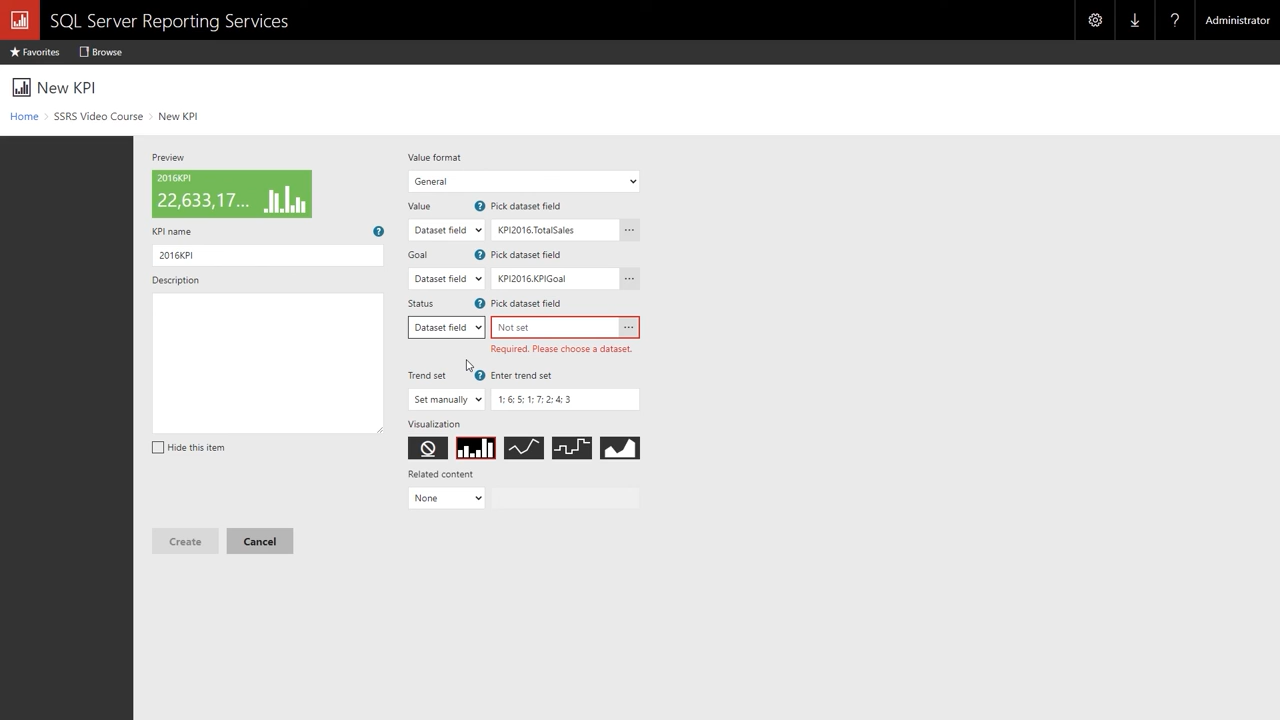 SQL Server Reporting Services
?
Administrator
Favorites
Browse
New KPI
Home > SSRS Video Course > New KPI
Preview
2016KPI
22,633,17...
KPI name ?
2016KPI
Description
Hide this item
Create
Cancel
Value format
General
Value ? Pick dataset field
Dataset field KPI2016.TotalSales ...
Goal ? Pick dataset field
Dataset field KPI2016.KPIGoal ...
Status ? Pick dataset field
Dataset field Not set ...
Required. Please choose a dataset.
Trend set ? Enter trend set
Set manually 1; 6; 5; 1; 7; 2; 4; 3
Visualization
Related content
None